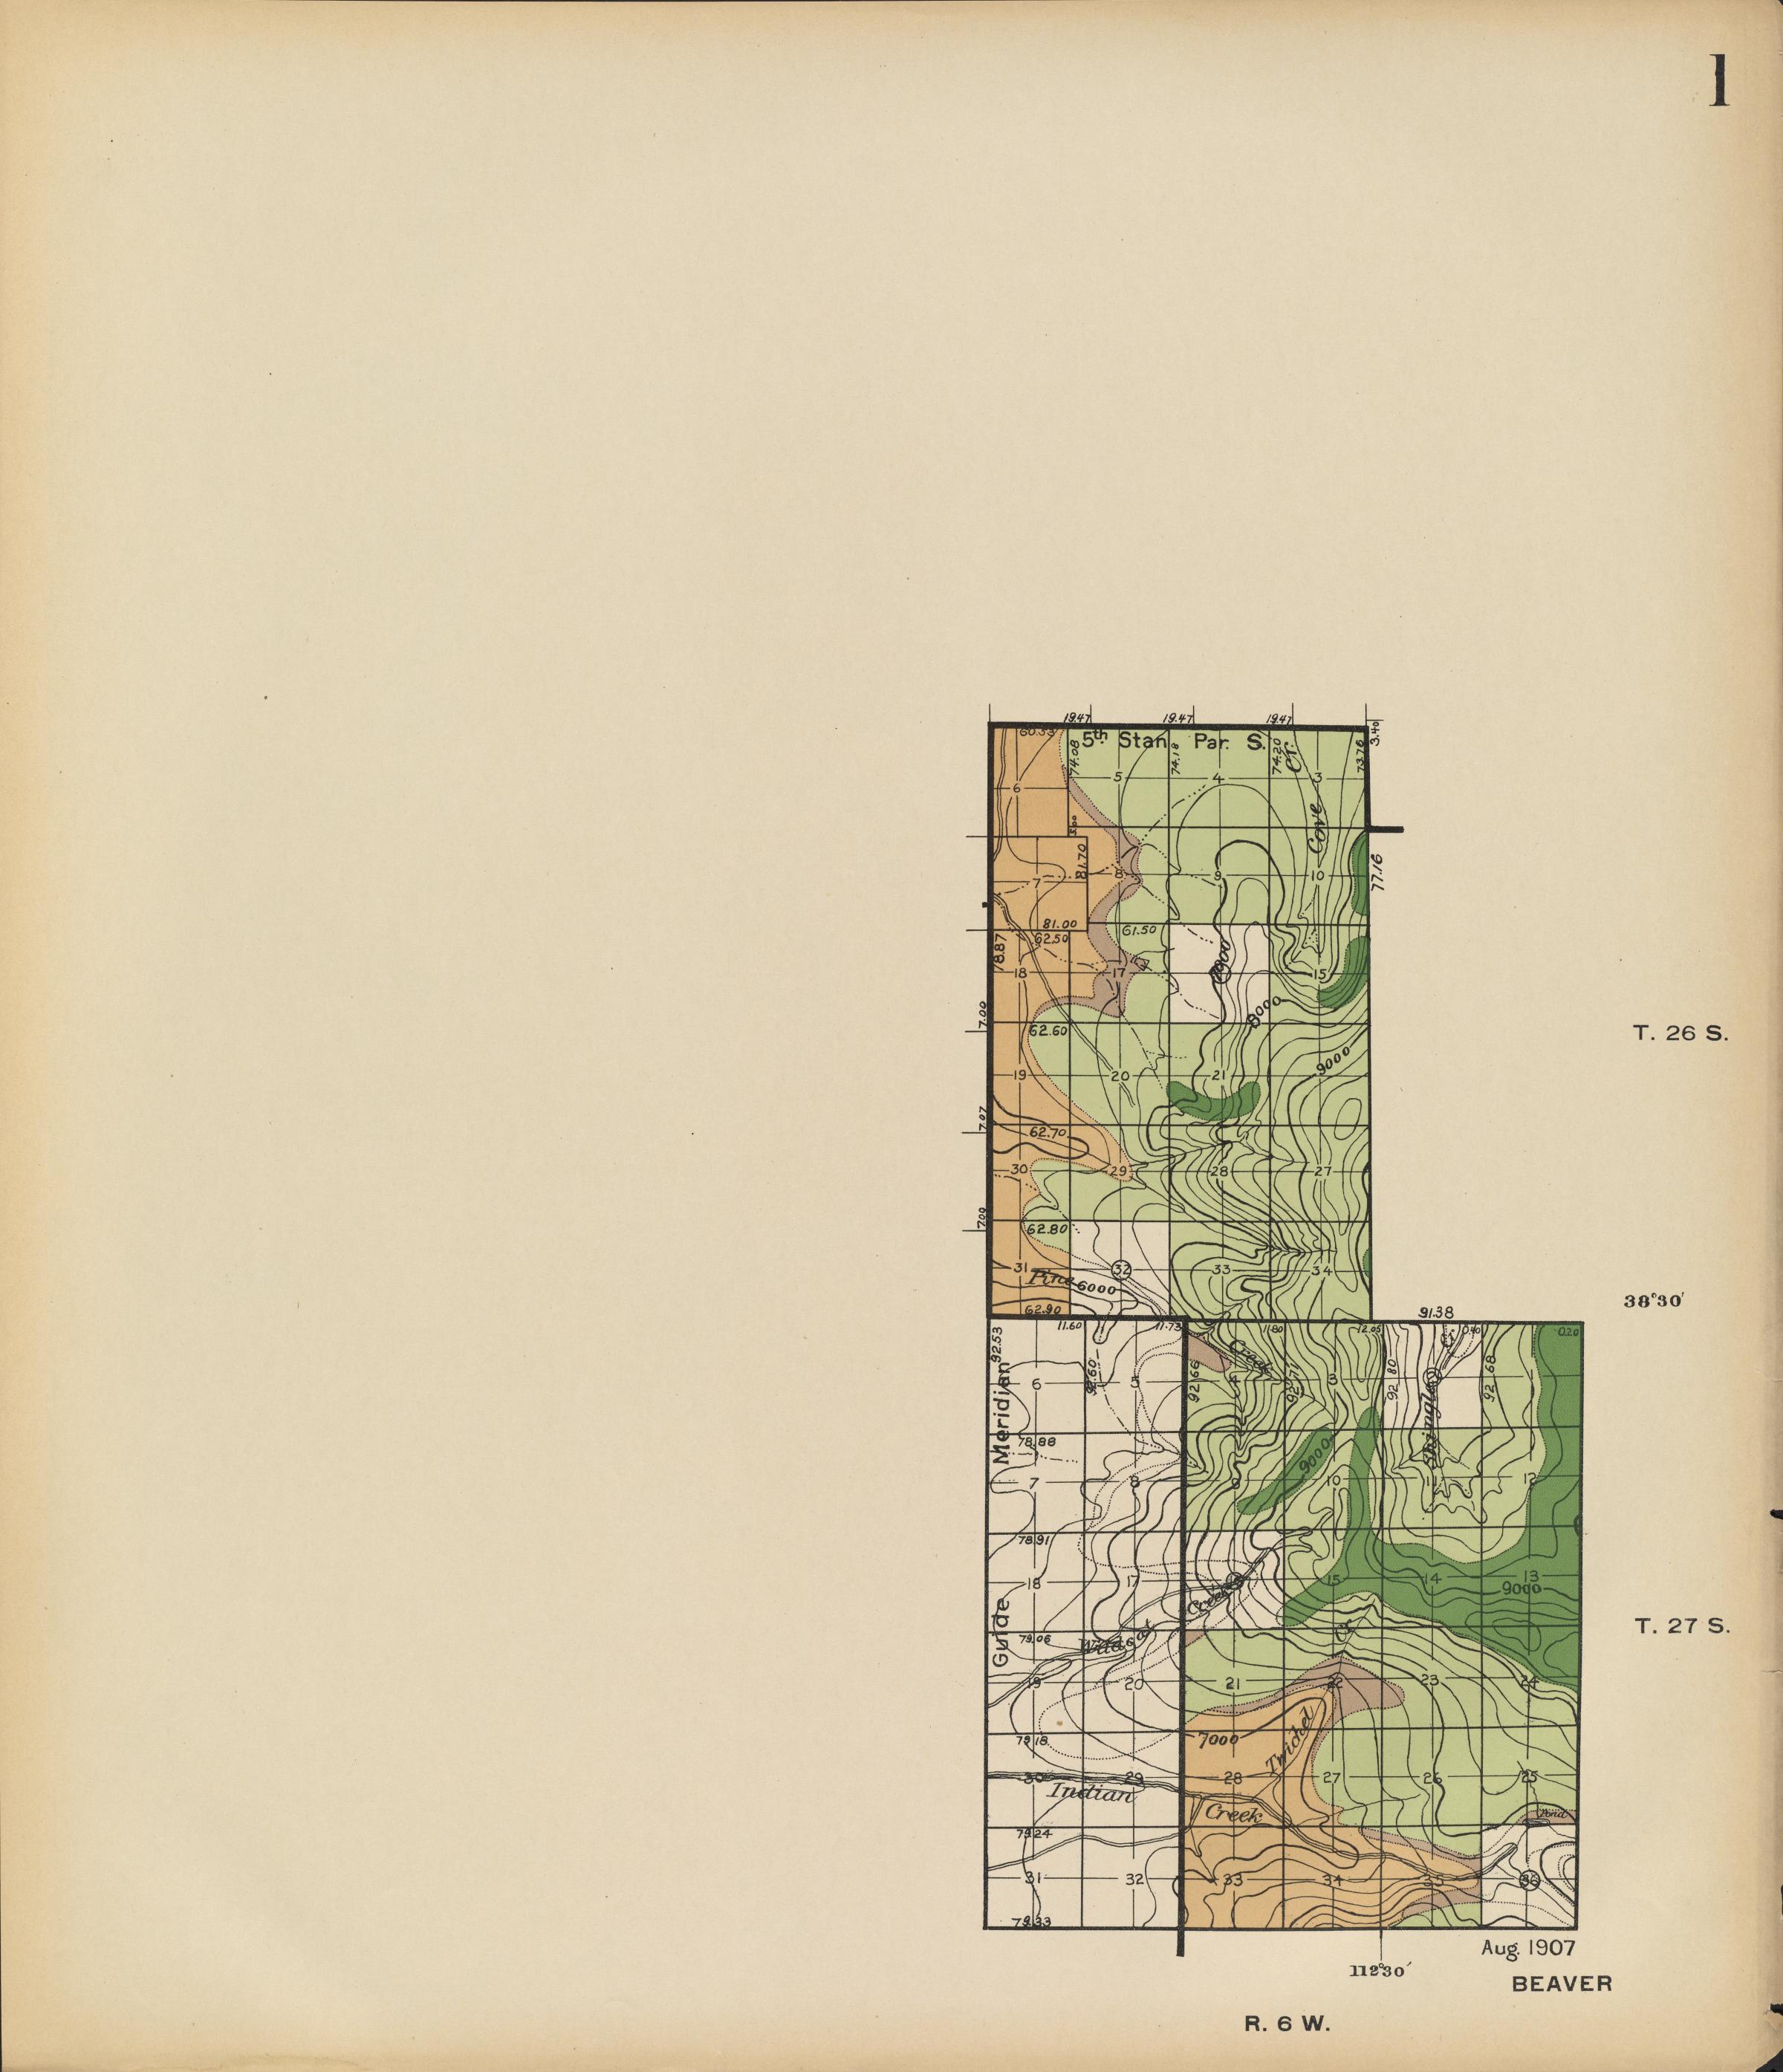 1
19.47 19.47 19.47
3.40
60.53
5th Stan. Par. S.
74.08 74.18 74.20 73.76
Cr.
Cove
6 5 4 3
5.00
81.70
77.16
7 8 9 10
81.00
62.50 61.50
78.87
18 17 15
7000
8000
7.00
62.60
9000
19 20 21
7.07
62.70
30 29 28 27
7.09
62.80
31 32 33 34
Pine 6000
62.90
T. 26 S.
38°30'
91.38
11.60 11.73 11.80 12.05 0.40 0.20
92.53 92.60 92.66 92.71 92.80 92.68
Creek
Cr.
Shingle
Meridian
6 5 4 3
78.88
9000
7 8 9 10 11 12
78.91
18 17 15 14 13
9000
Creek
Guide
79.06
Wildcat
Cr.
T. 27 S.
19 20 21 22 23 24
79.18
7000
Twichel
30 29 28 27 26 25
Indian
Creek
Pond
79.24
31 32 33 34 35 36
79.33
Aug. 1907
112°30'
BEAVER
R. 6 W.